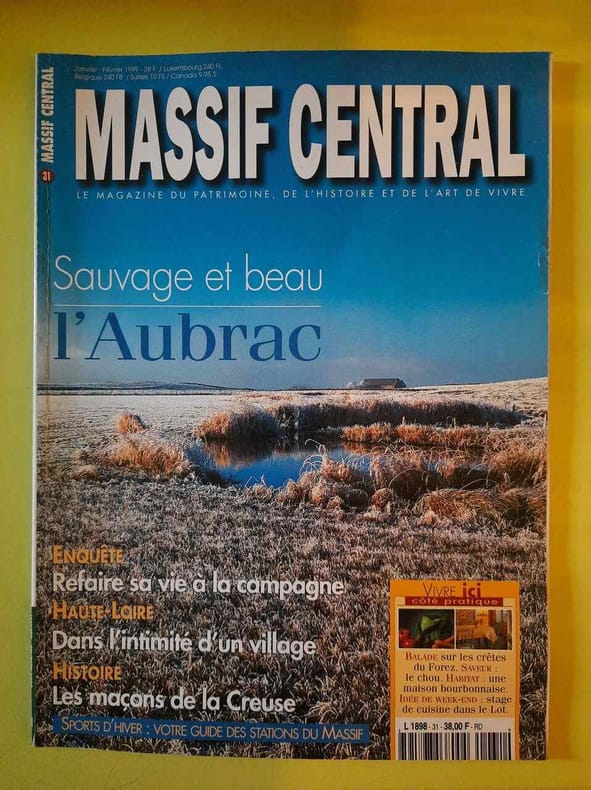 Janvier - Février 1999 - 38 F / Luxembourg 240 FL
Belgique 240 FB / Suisse 10 FS / Canada 9,95 $
MASSIF CENTRAL
31
MASSIF CENTRAL
LE MAGAZINE DU PATRIMOINE, DE L'HISTOIRE ET DE L'ART DE VIVRE
Sauvage et beau
l'Aubrac
ENQUÊTE
Refaire sa vie à la campagne
HAUTE-LOIRE
Dans l'intimité d'un village
HISTOIRE
Les maçons de la Creuse
SPORTS D'HIVER : VOTRE GUIDE DES STATIONS DU MASSIF
VIVRE ici
côté pratique
BALADE sur les crêtes
du Forez. SAVEUR :
le chou. HABITAT : une
maison bourbonnaise.
IDÉE DE WEEK-END : stage
de cuisine dans le Lot.
L 1898 - 31 - 38,00 F - RD